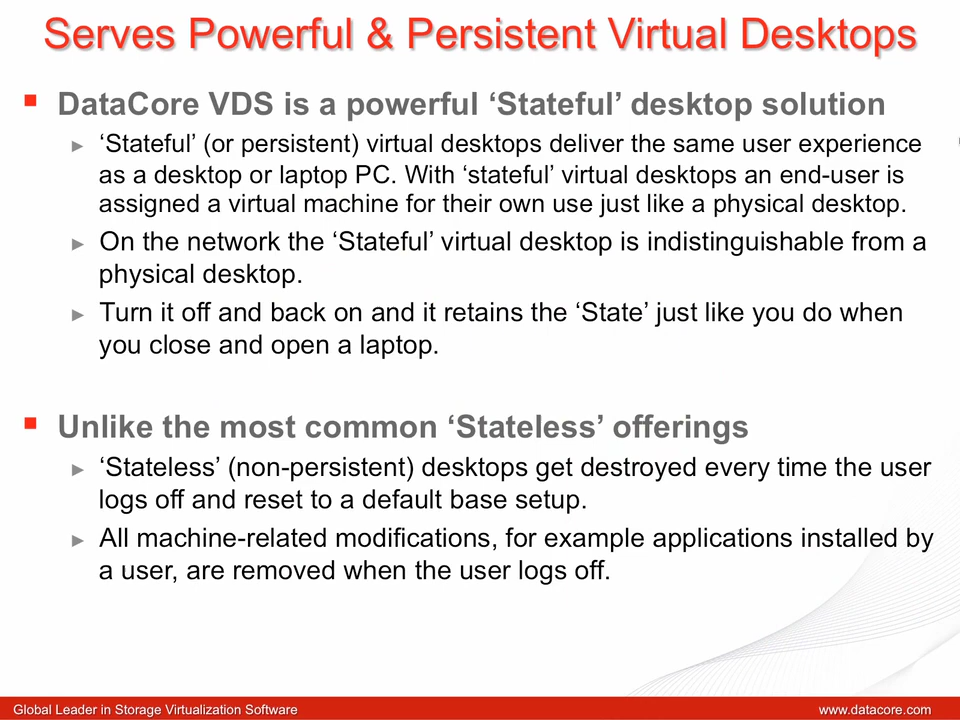 Serves Powerful & Persistent Virtual Desktops
DataCore VDS is a powerful ‘Stateful’ desktop solution
‘Stateful’ (or persistent) virtual desktops deliver the same user experience
as a desktop or laptop PC. With ‘stateful’ virtual desktops an end-user is
assigned a virtual machine for their own use just like a physical desktop.
On the network the ‘Stateful’ virtual desktop is indistinguishable from a
physical desktop.
Turn it off and back on and it retains the ‘State’ just like you do when
you close and open a laptop.
Unlike the most common ‘Stateless’ offerings
‘Stateless’ (non-persistent) desktops get destroyed every time the user
logs off and reset to a default base setup.
All machine-related modifications, for example applications installed by
a user, are removed when the user logs off.
Global Leader in Storage Virtualization Software
www.datacore.com